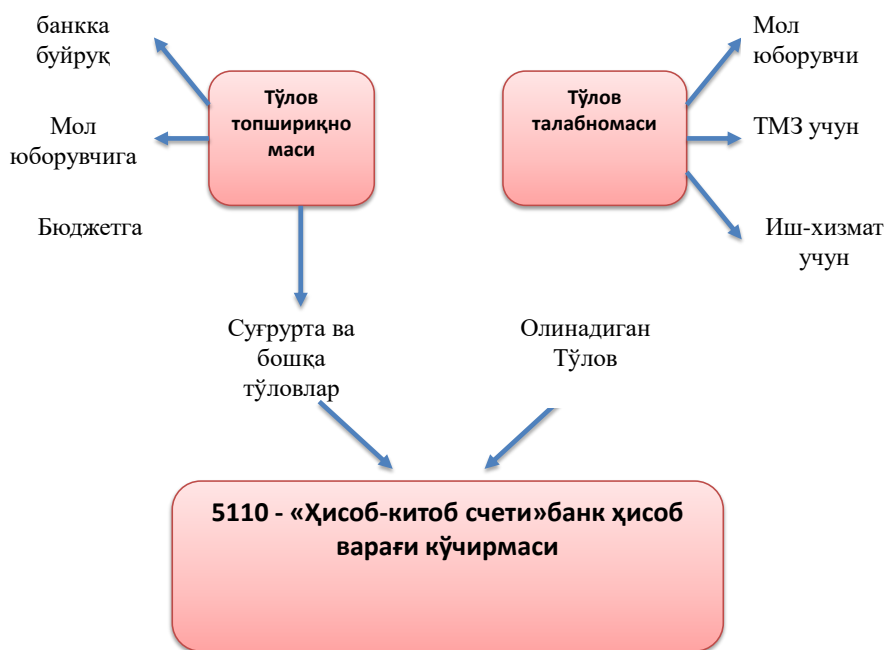 банкка
буйруқ
Мол
юборувчига
Бюджетга
Тўлов
топшириқно
маси
Тўлов
талабномаси
Мол
юборувчи
ТМЗ учун
Иш-хизмат
учун
Суғрурта ва
бошқа
тўловлар
Олинадиган
Тўлов
5110 - «Ҳисоб-китоб счети»банк ҳисоб
варағи кўчирмаси